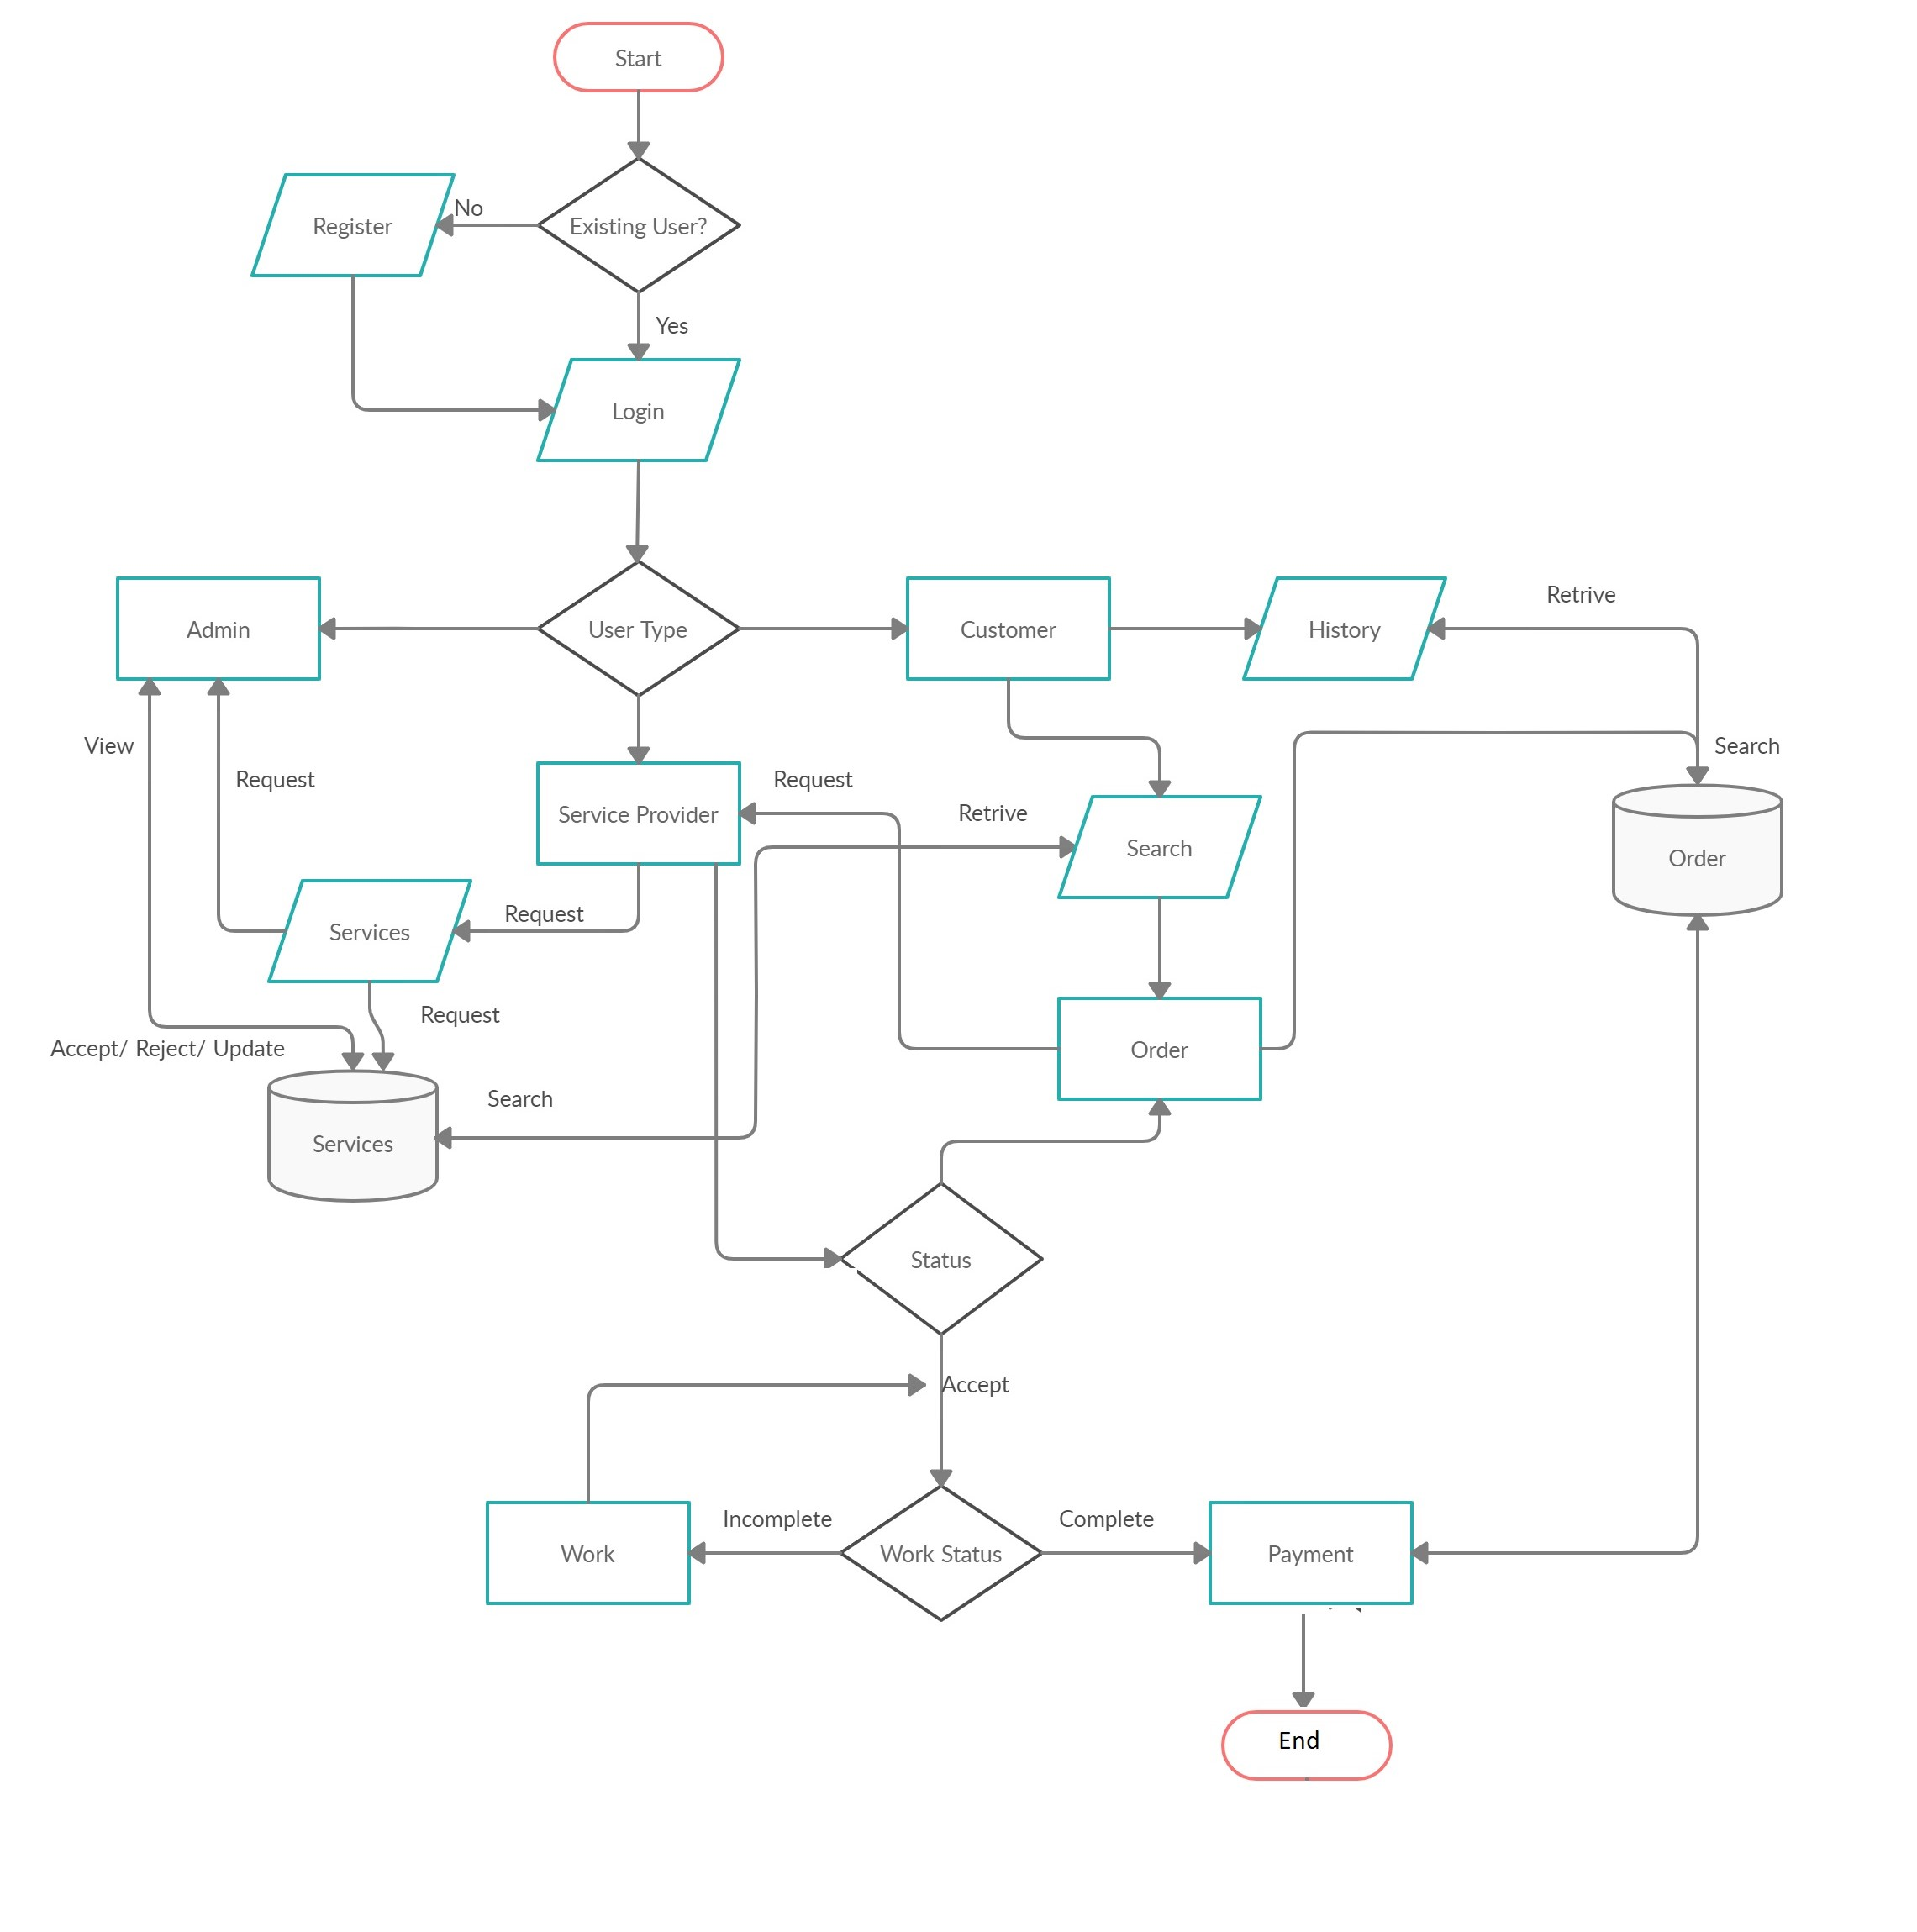 Start
No
Register
Existing User?
Yes
Login
Retrive
Admin
User Type
Customer
History
View
Search
Request
Request
Retrive
Service Provider
Search
Order
Request
Services
Request
Accept/ Reject/ Update
Order
Search
Services
Status
Accept
Incomplete
Complete
Work
Work Status
Payment
End